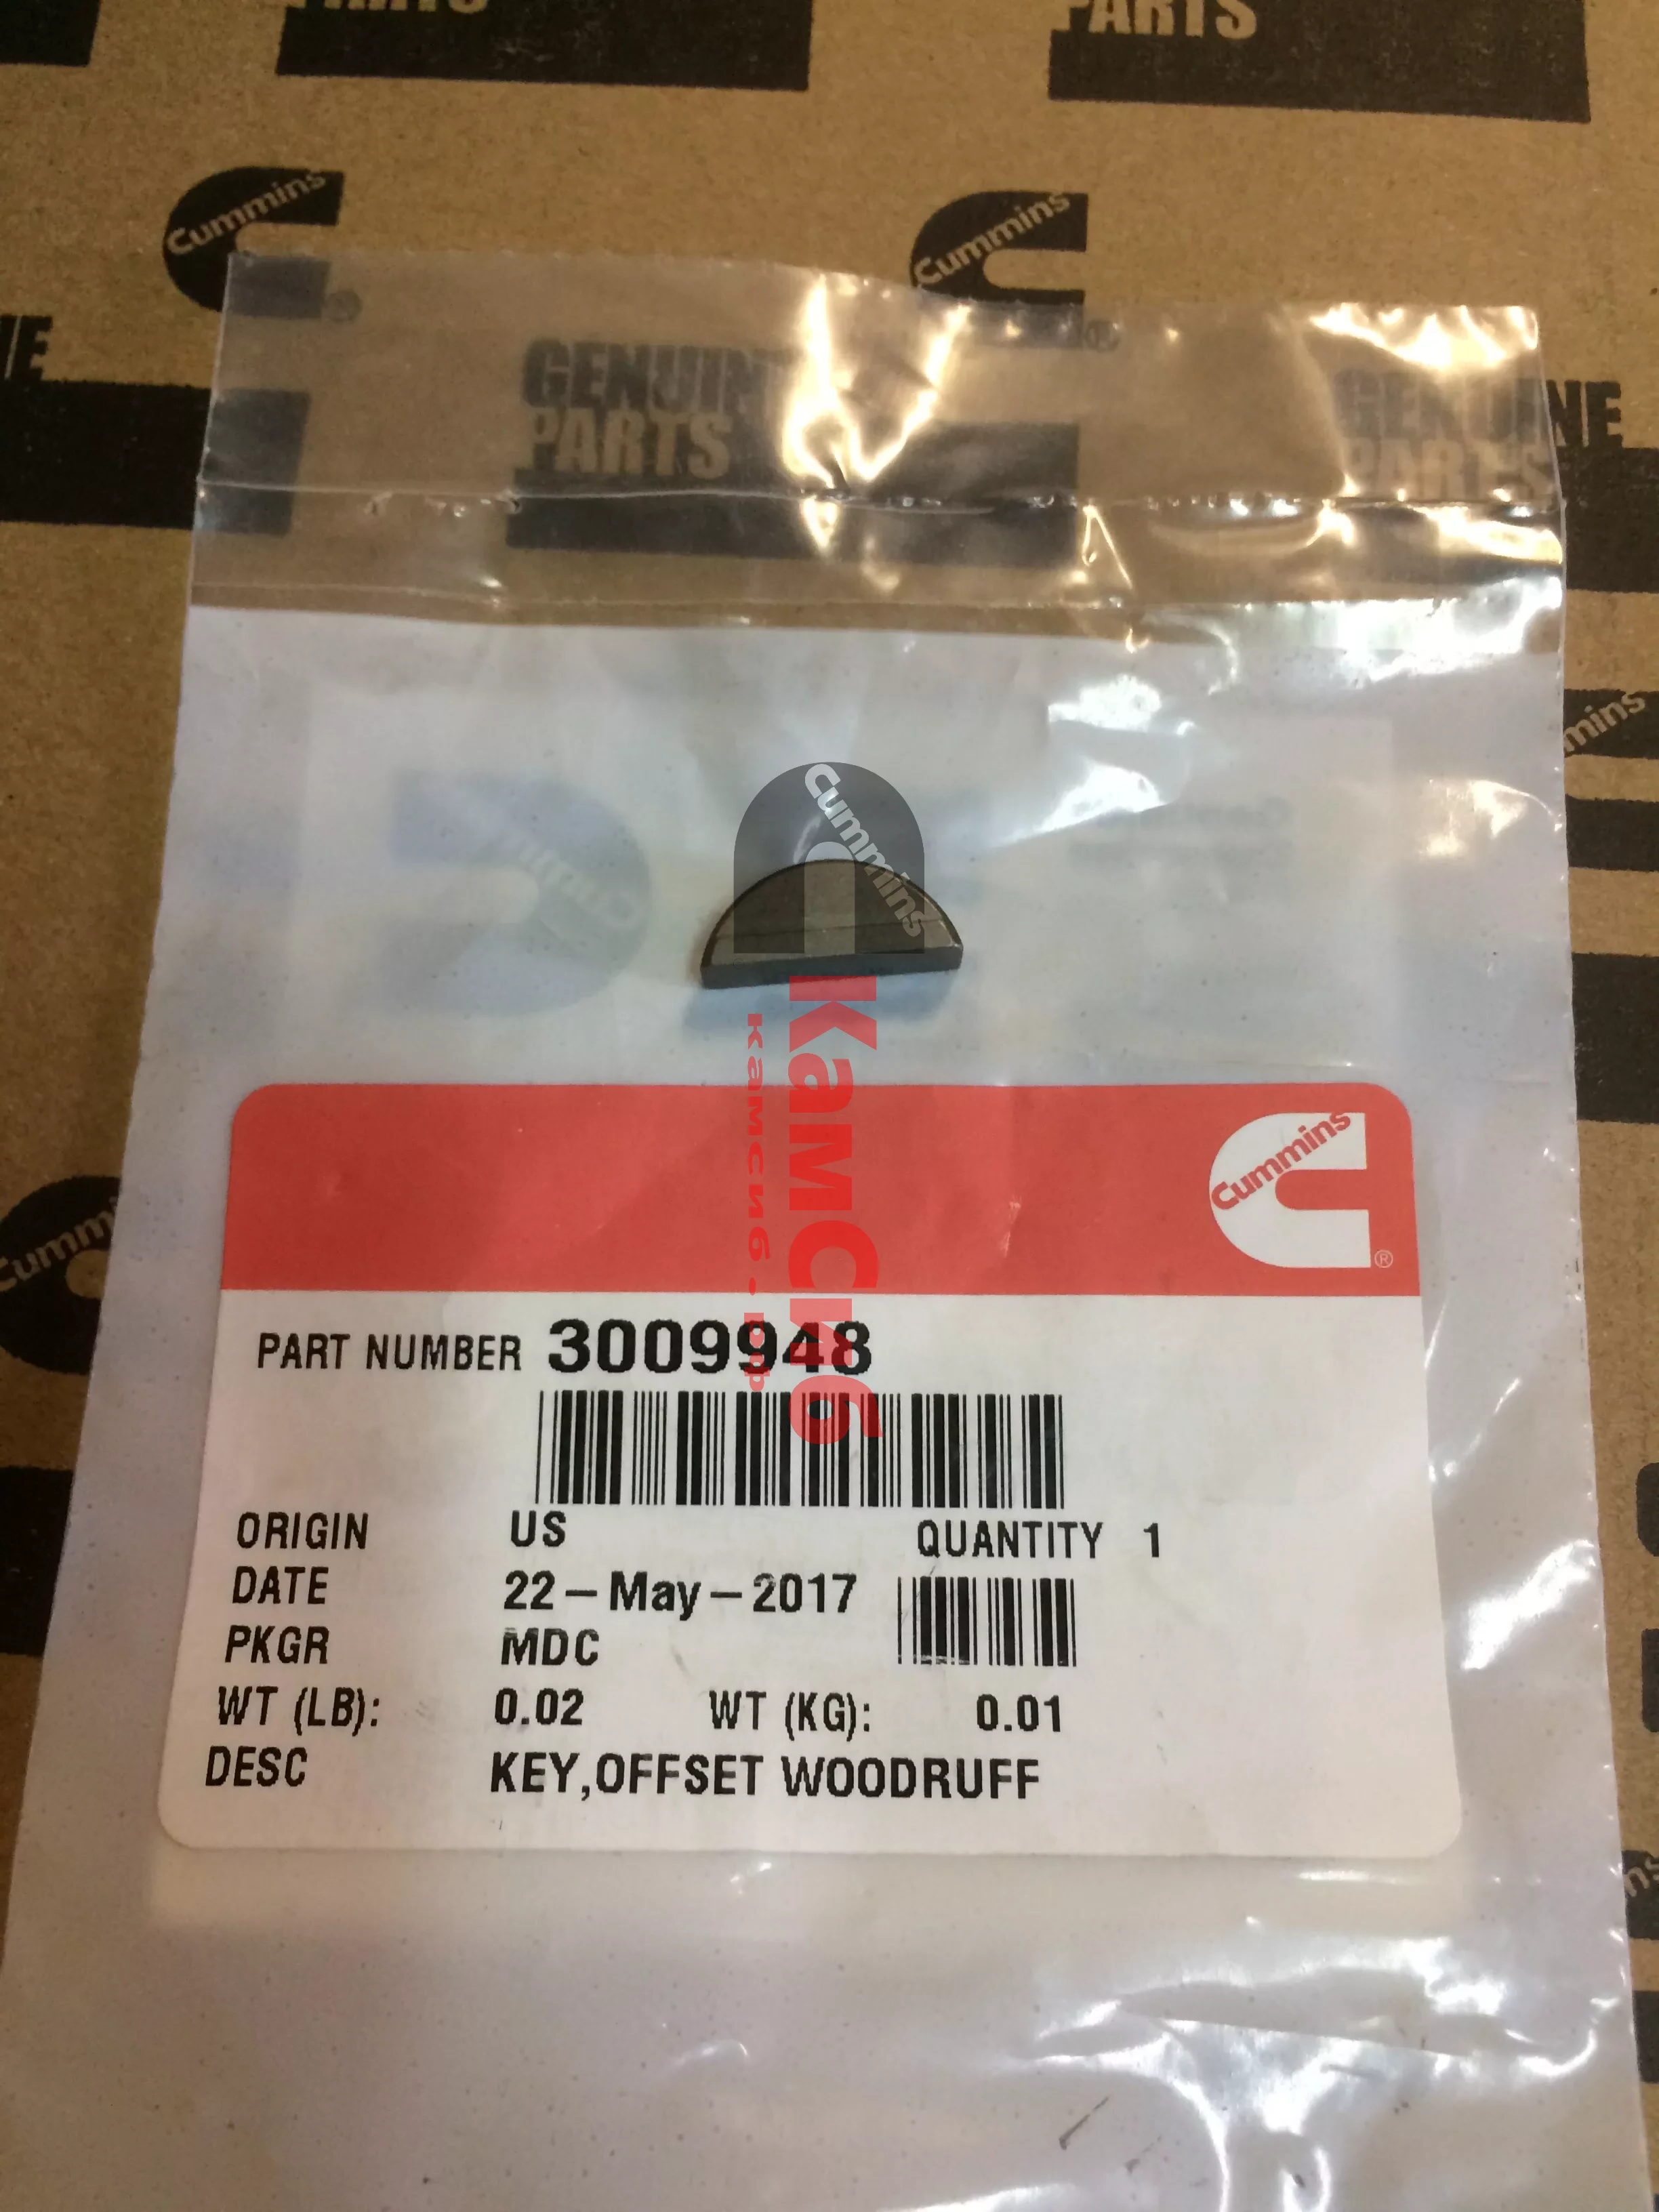 PARTS
PARTS
Cummins
Cummins
®
®
GENUINE
PARTS
GENUINE
PARTS
Cummins
Cummins
КамСиб
камсиб.рф
Cummins
®
PART NUMBER 3009948
ORIGIN US QUANTITY 1
DATE 22-May-2017
PKGR MDC
WT (LB): 0.02 WT (KG): 0.01
DESC KEY,OFFSET WOODRUFF